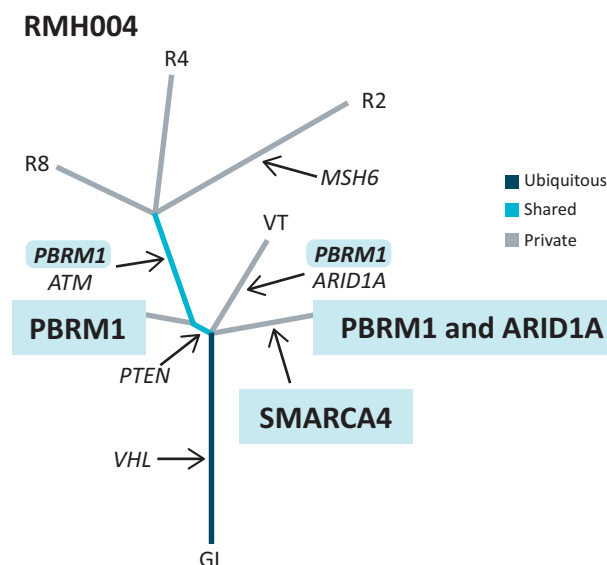 RMH004
R4
R2
R8
MSH6
Ubiquitous
Shared
Private
VT
PBRM1
ATM
PBRM1
ARID1A
PBRM1
PBRM1 and ARID1A
PTEN
SMARCA4
VHL
GL